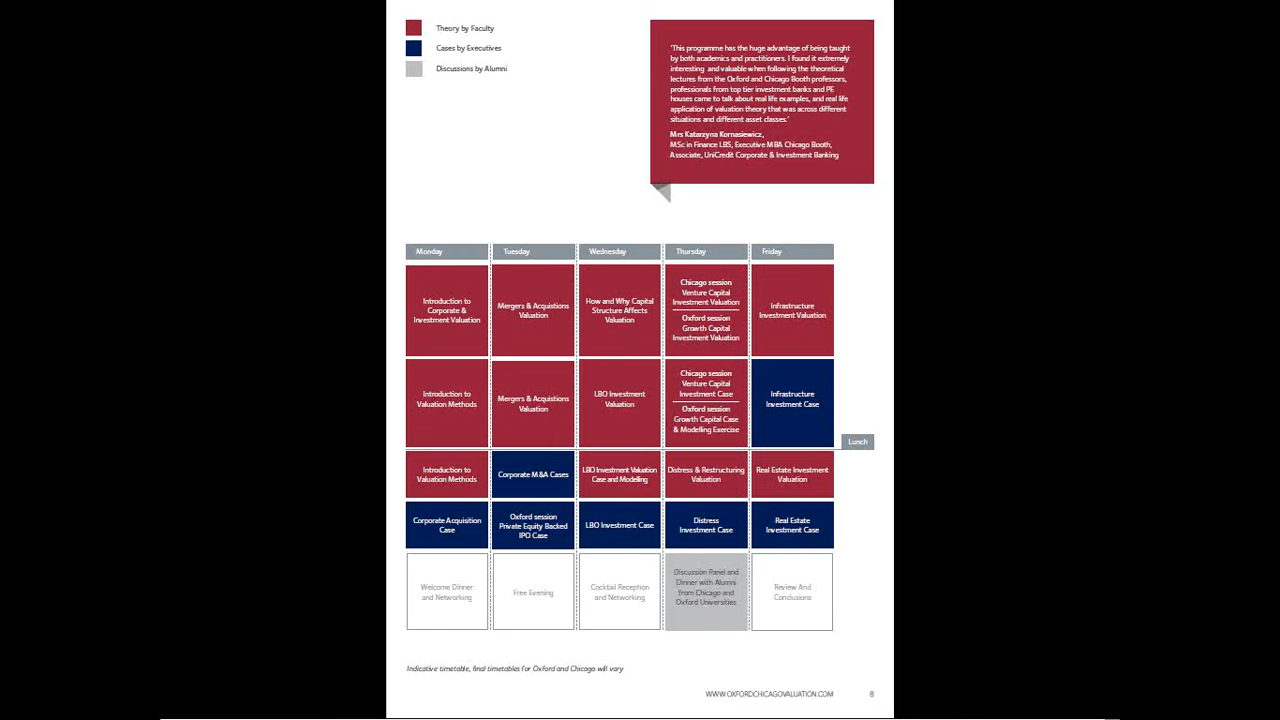 Theory by Faculty
Cases by Executives
Discussions by Alumni
'This programme has the huge advantage of being taught
by both academics and practitioners. I found it extremely
interesting and valuable when following the theoretical
lectures from the Oxford and Chicago Booth professors,
professionals from top tier investment banks and PE
houses came to talk about real life examples, and real life
application of valuation theory that was across different
situations and different asset classes.'
Mrs Katarzyna Kornasiewicz,
MSc in Finance LBS, Executive MBA Chicago Booth,
Associate, UniCredit Corporate & Investment Banking
Monday
Tuesday
Wednesday
Thursday
Friday
Introduction to
Corporate &
Investment Valuation
Mergers & Acquistions
Valuation
How and Why Capital
Structure Affects
Valuation
Chicago session
Venture Capital
Investment Valuation
Oxford session
Growth Capital
Investment Valuation
Infrastructure
Investment Valuation
Introduction to
Valuation Methods
Mergers & Acquistions
Valuation
LBO Investment
Valuation
Chicago session
Venture Capital
Investment Case
Oxford session
Growth Capital Case
& Modelling Exercise
Infrastructure
Investment Case
Lunch
Introduction to
Valuation Methods
Corporate M&A Cases
LBO Investment Valuation
Case and Modelling
Distress & Restructuring
Valuation
Real Estate Investment
Valuation
Corporate Acquisition
Case
Oxford session
Private Equity Backed
IPO Case
LBO Investment Case
Distress
Investment Case
Real Estate
Investment Case
Welcome Dinner
and Networking
Free Evening
Cocktail Reception
and Networking
Discussion Panel and
Dinner with Alumni
from Chicago and
Oxford Universities
Review And
Conclusions
Indicative timetable, final timetables for Oxford and Chicago will vary
WWW.OXFORDCHICAGOVALUATION.COM
8